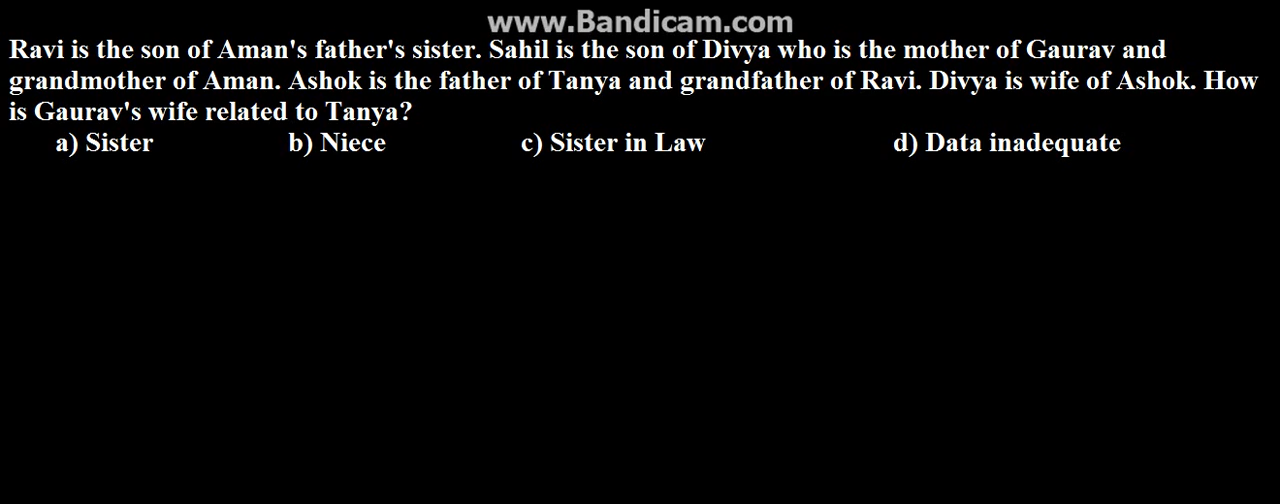 www.Bandicam.com
Ravi is the son of Aman's father's sister. Sahil is the son of Divya who is the mother of Gaurav and
grandmother of Aman. Ashok is the father of Tanya and grandfather of Ravi. Divya is wife of Ashok. How
is Gaurav's wife related to Tanya?
a) Sister b) Niece c) Sister in Law d) Data inadequate